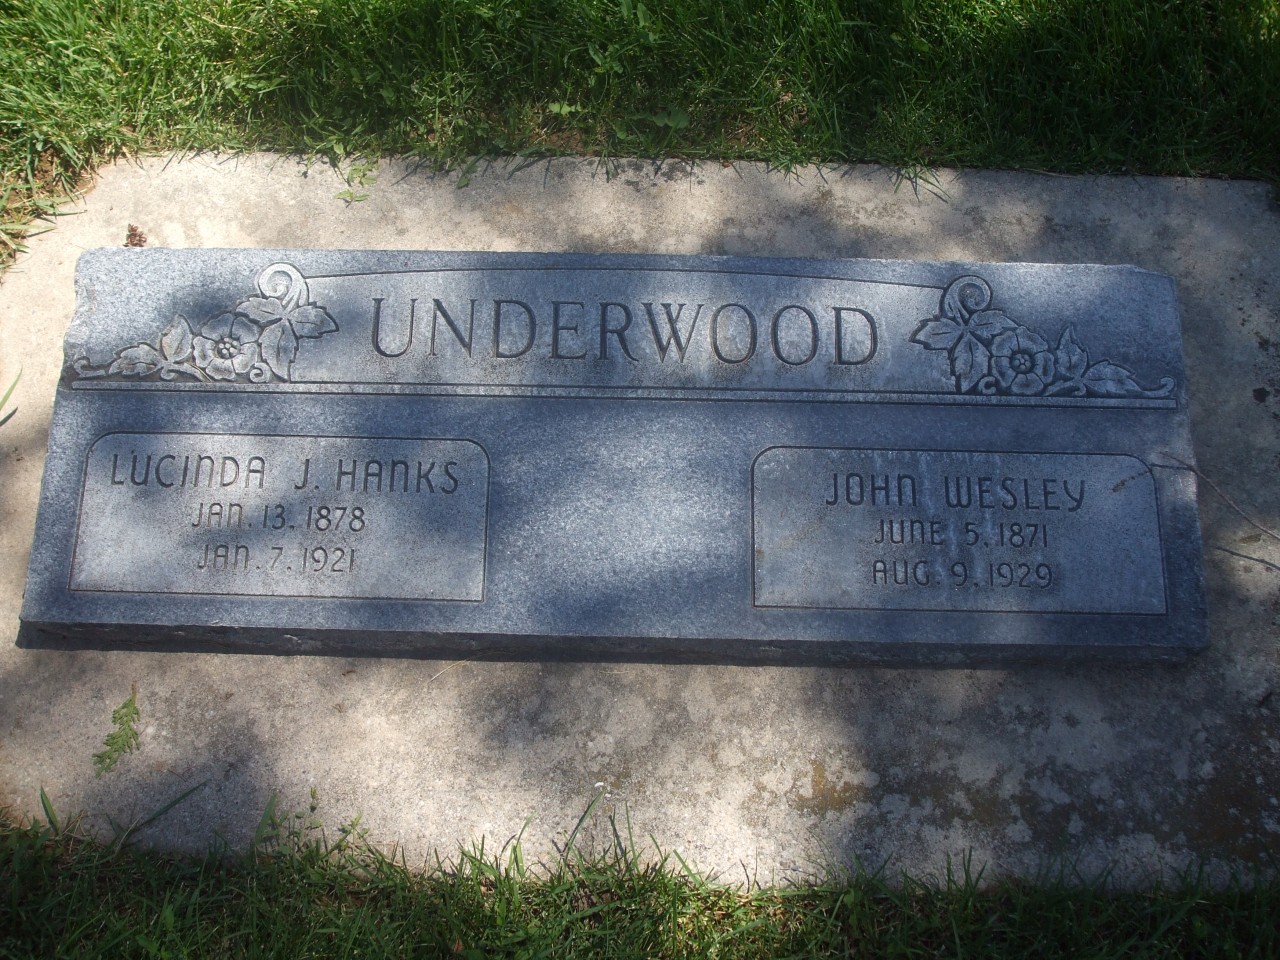 UNDERWOOD
LUCINDA J. HANKS
JAN. 13. 1878
JAN. 7. 1921
JOHN WESLEY
JUNE 5. 1871
AUG. 9. 1929